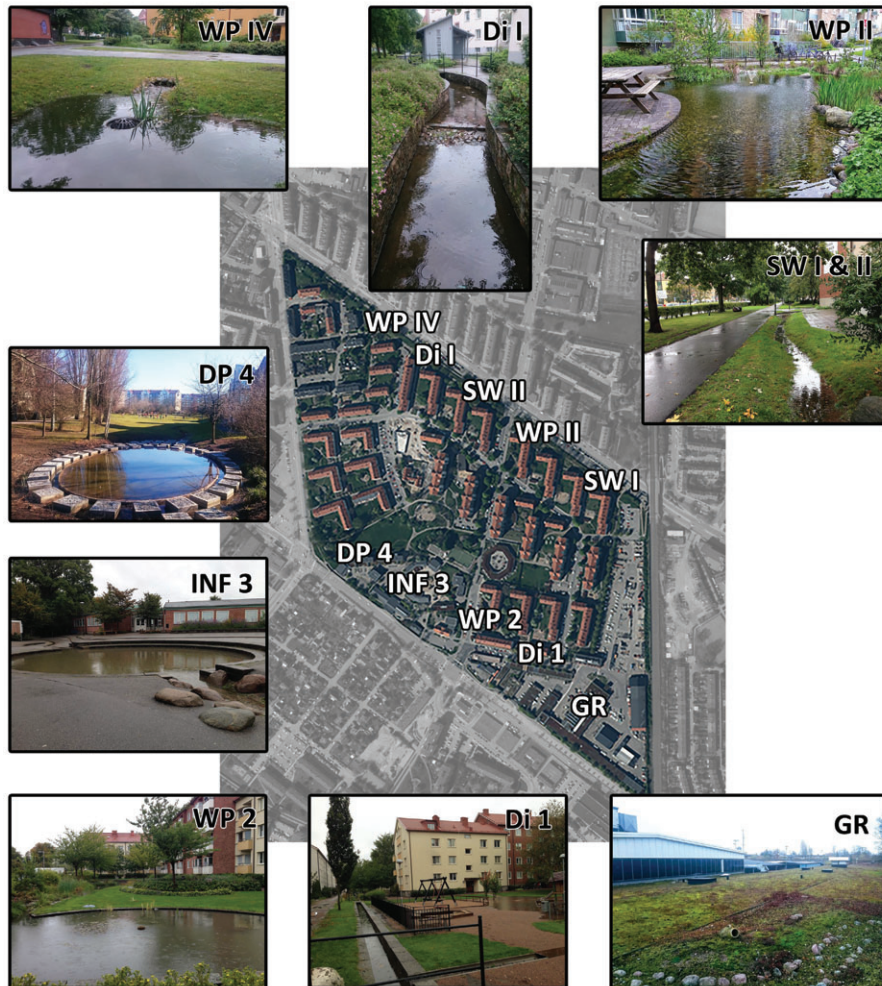 WP IV
Di I
WP II
SW I & II
WP IV
Di I
SW II
DP 4
WP II
SW I
DP 4
INF 3
INF 3
WP 2
Di 1
GR
WP 2
Di 1
GR